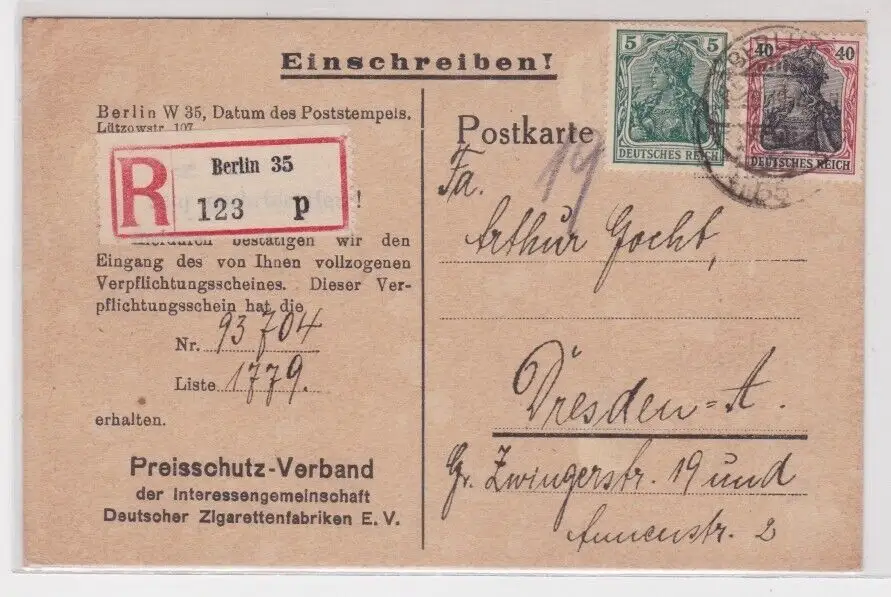 Einschreiben!
Berlin W 35, Datum des Poststempels.
Lützowstr. 107
R Berlin 35
123 p
!
Hierdurch bestätigen wir den
Eingang des von Ihnen vollzogenen
Verpflichtungsscheines. Dieser Ver-
pflichtungsschein hat die
Nr. 93704
Liste 1779.
erhalten.
Preisschutz-Verband
der Interessengemeinschaft
Deutscher Zigarettenfabriken E. V.
Postkarte
19
5 5
DEUTSCHES REICH
40 40
DEUTSCHES REICH
BERLIN
Fa.
Arthur Gocht,
Dresden=A.
Gr. Zwingerstr. 19 und
Annenstr. 2